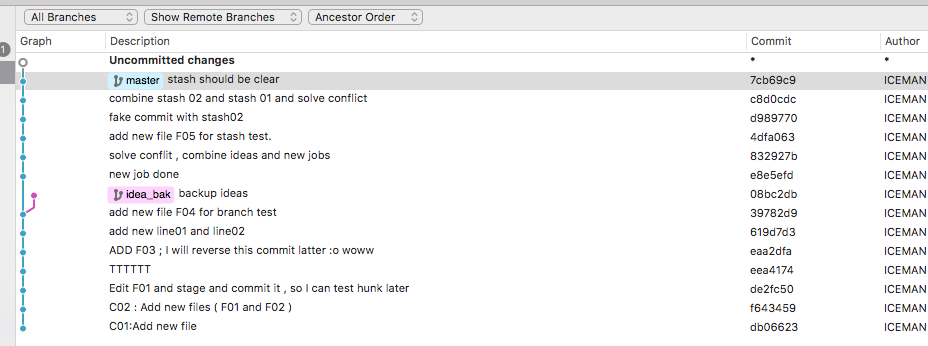 All Branches Show Remote Branches Ancestor Order
Graph Description Commit Author
1
Uncommitted changes * *
master stash should be clear 7cb69c9 ICEMAN
combine stash 02 and stash 01 and solve conflict c8d0cdc ICEMAN
fake commit with stash02 d989770 ICEMAN
add new file F05 for stash test. 4dfa063 ICEMAN
solve conflit , combine ideas and new jobs 832927b ICEMAN
new job done e8e5efd ICEMAN
idea_bak backup ideas 08bc2db ICEMAN
add new file F04 for branch test 39782d9 ICEMAN
add new line01 and line02 619d7d3 ICEMAN
ADD F03 ; I will reverse this commit latter :o woww eaa2dfa ICEMAN
TTTTTT eea4174 ICEMAN
Edit F01 and stage and commit it , so I can test hunk later de2fc50 ICEMAN
C02 : Add new files ( F01 and F02 ) f643459 ICEMAN
C01:Add new file db06623 ICEMAN